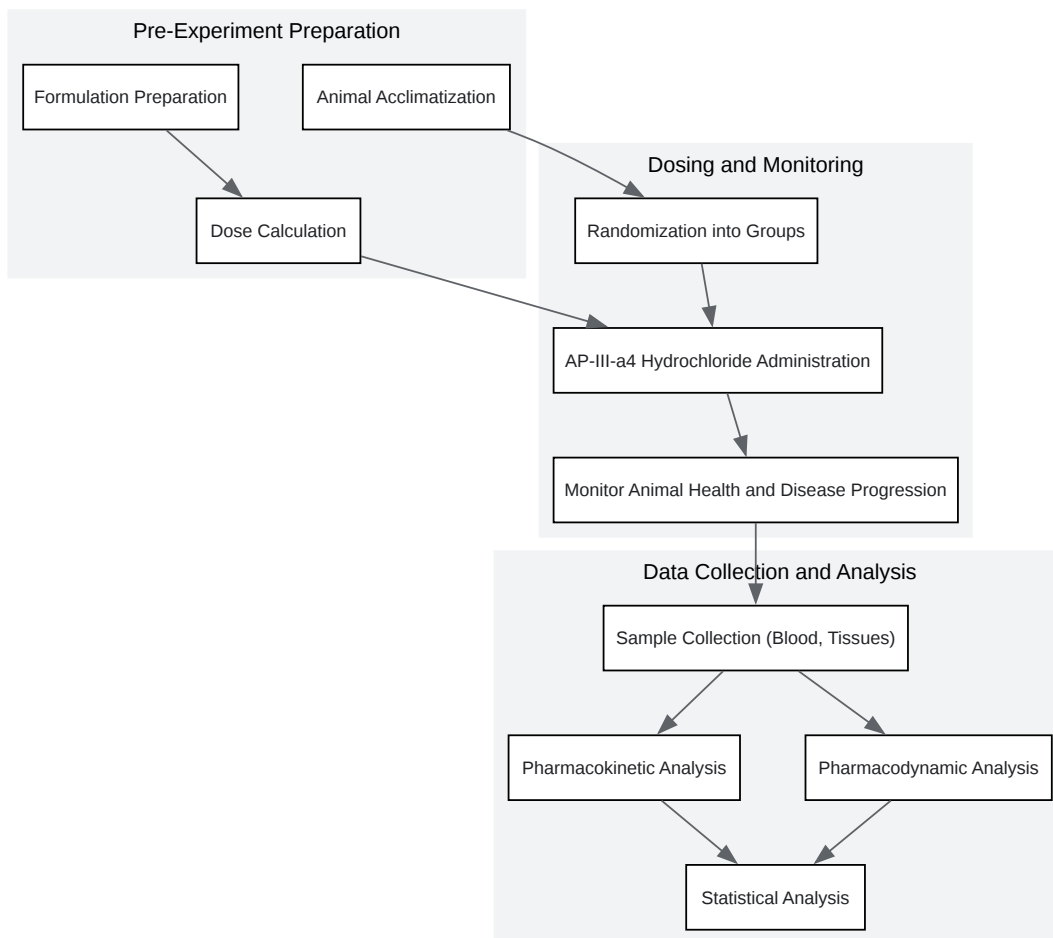 Pre-Experiment Preparation
Formulation Preparation
Animal Acclimatization
Dose Calculation
Dosing and Monitoring
Randomization into Groups
AP-III-a4 Hydrochloride Administration
Monitor Animal Health and Disease Progression
Data Collection and Analysis
Sample Collection (Blood, Tissues)
Pharmacokinetic Analysis
Pharmacodynamic Analysis
Statistical Analysis